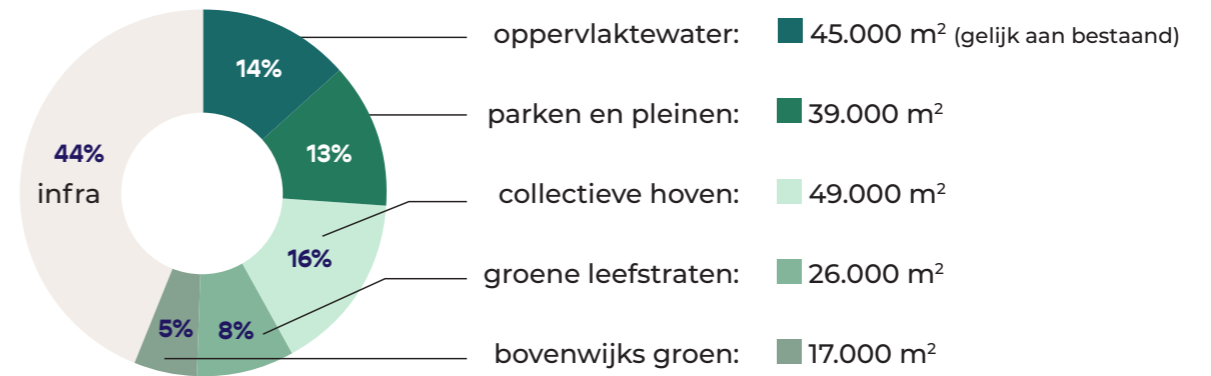 oppervlaktewater: 45.000 m² (gelijk aan bestaand)
14%
parken en pleinen: 39.000 m²
13%
44%
infra
collectieve hoven: 49.000 m²
16%
groene leefstraten: 26.000 m²
5%
8%
bovenwijks groen: 17.000 m²